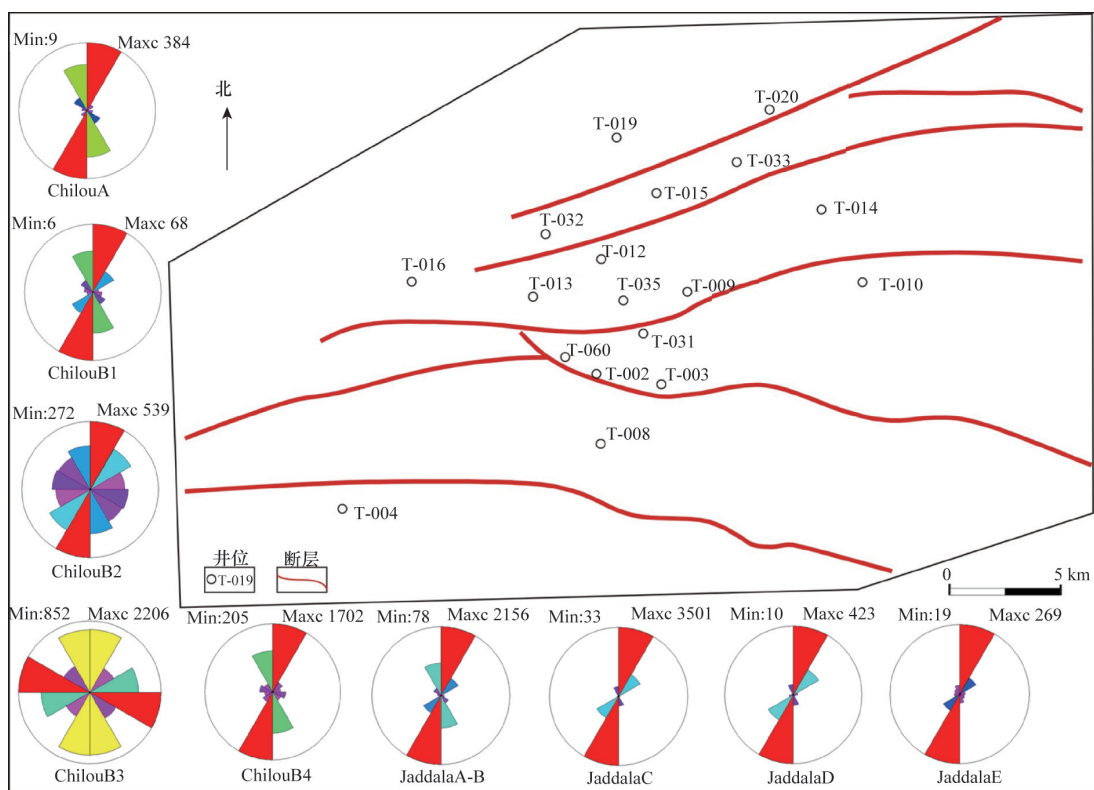 Min:9 Maxc 384
ChilouA
北
Min:6 Maxc 68
ChilouB1
Min:272 Maxc 539
ChilouB2
T-020
T-019
T-033
T-015
T-014
T-032
T-012
T-016
T-013
T-035
T-009
T-010
T-031
T-060
T-002
T-003
T-008
T-004
井位
断层
T-019
0 5 km
Min:852 Maxc 2206
ChilouB3
Min:205 Maxc 1702
ChilouB4
Min:78 Maxc 2156
JaddalaA-B
Min:33 Maxc 3501
JaddalaC
Min:10 Maxc 423
JaddalaD
Min:19 Maxc 269
JaddalaE